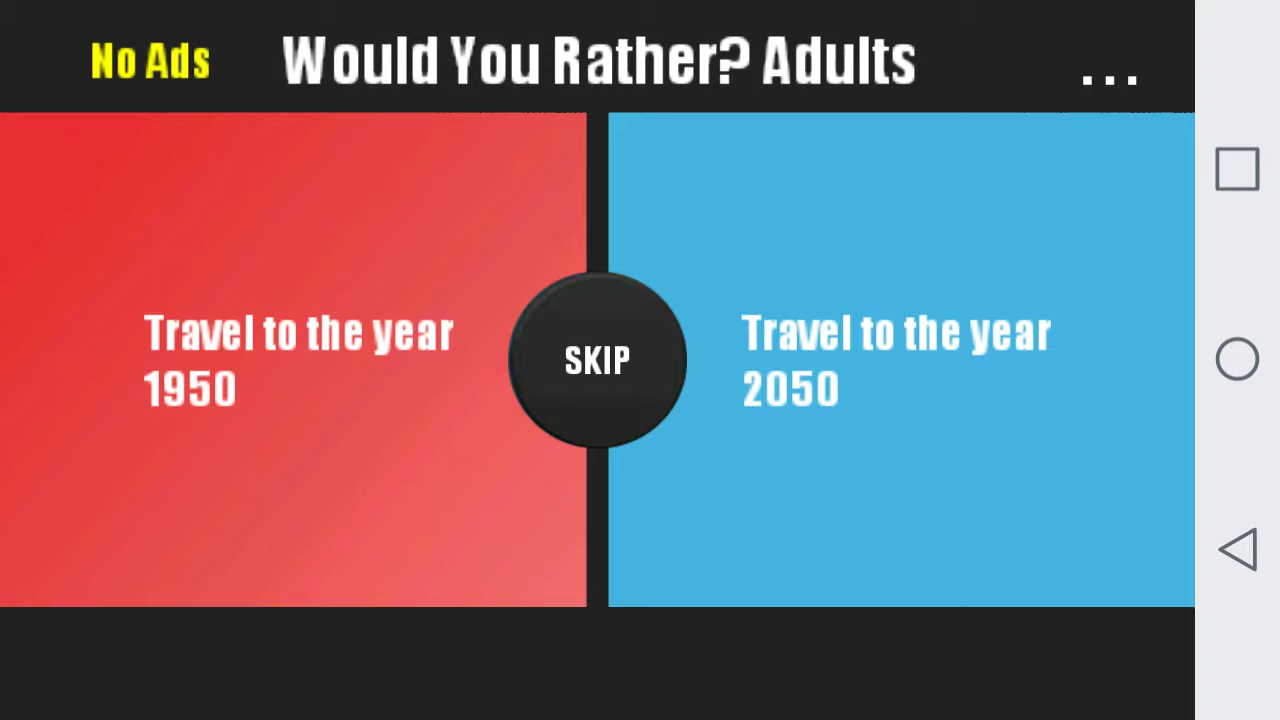 No Ads
Would You Rather? Adults
...
Travel to the year
1950
SKIP
Travel to the year
2050